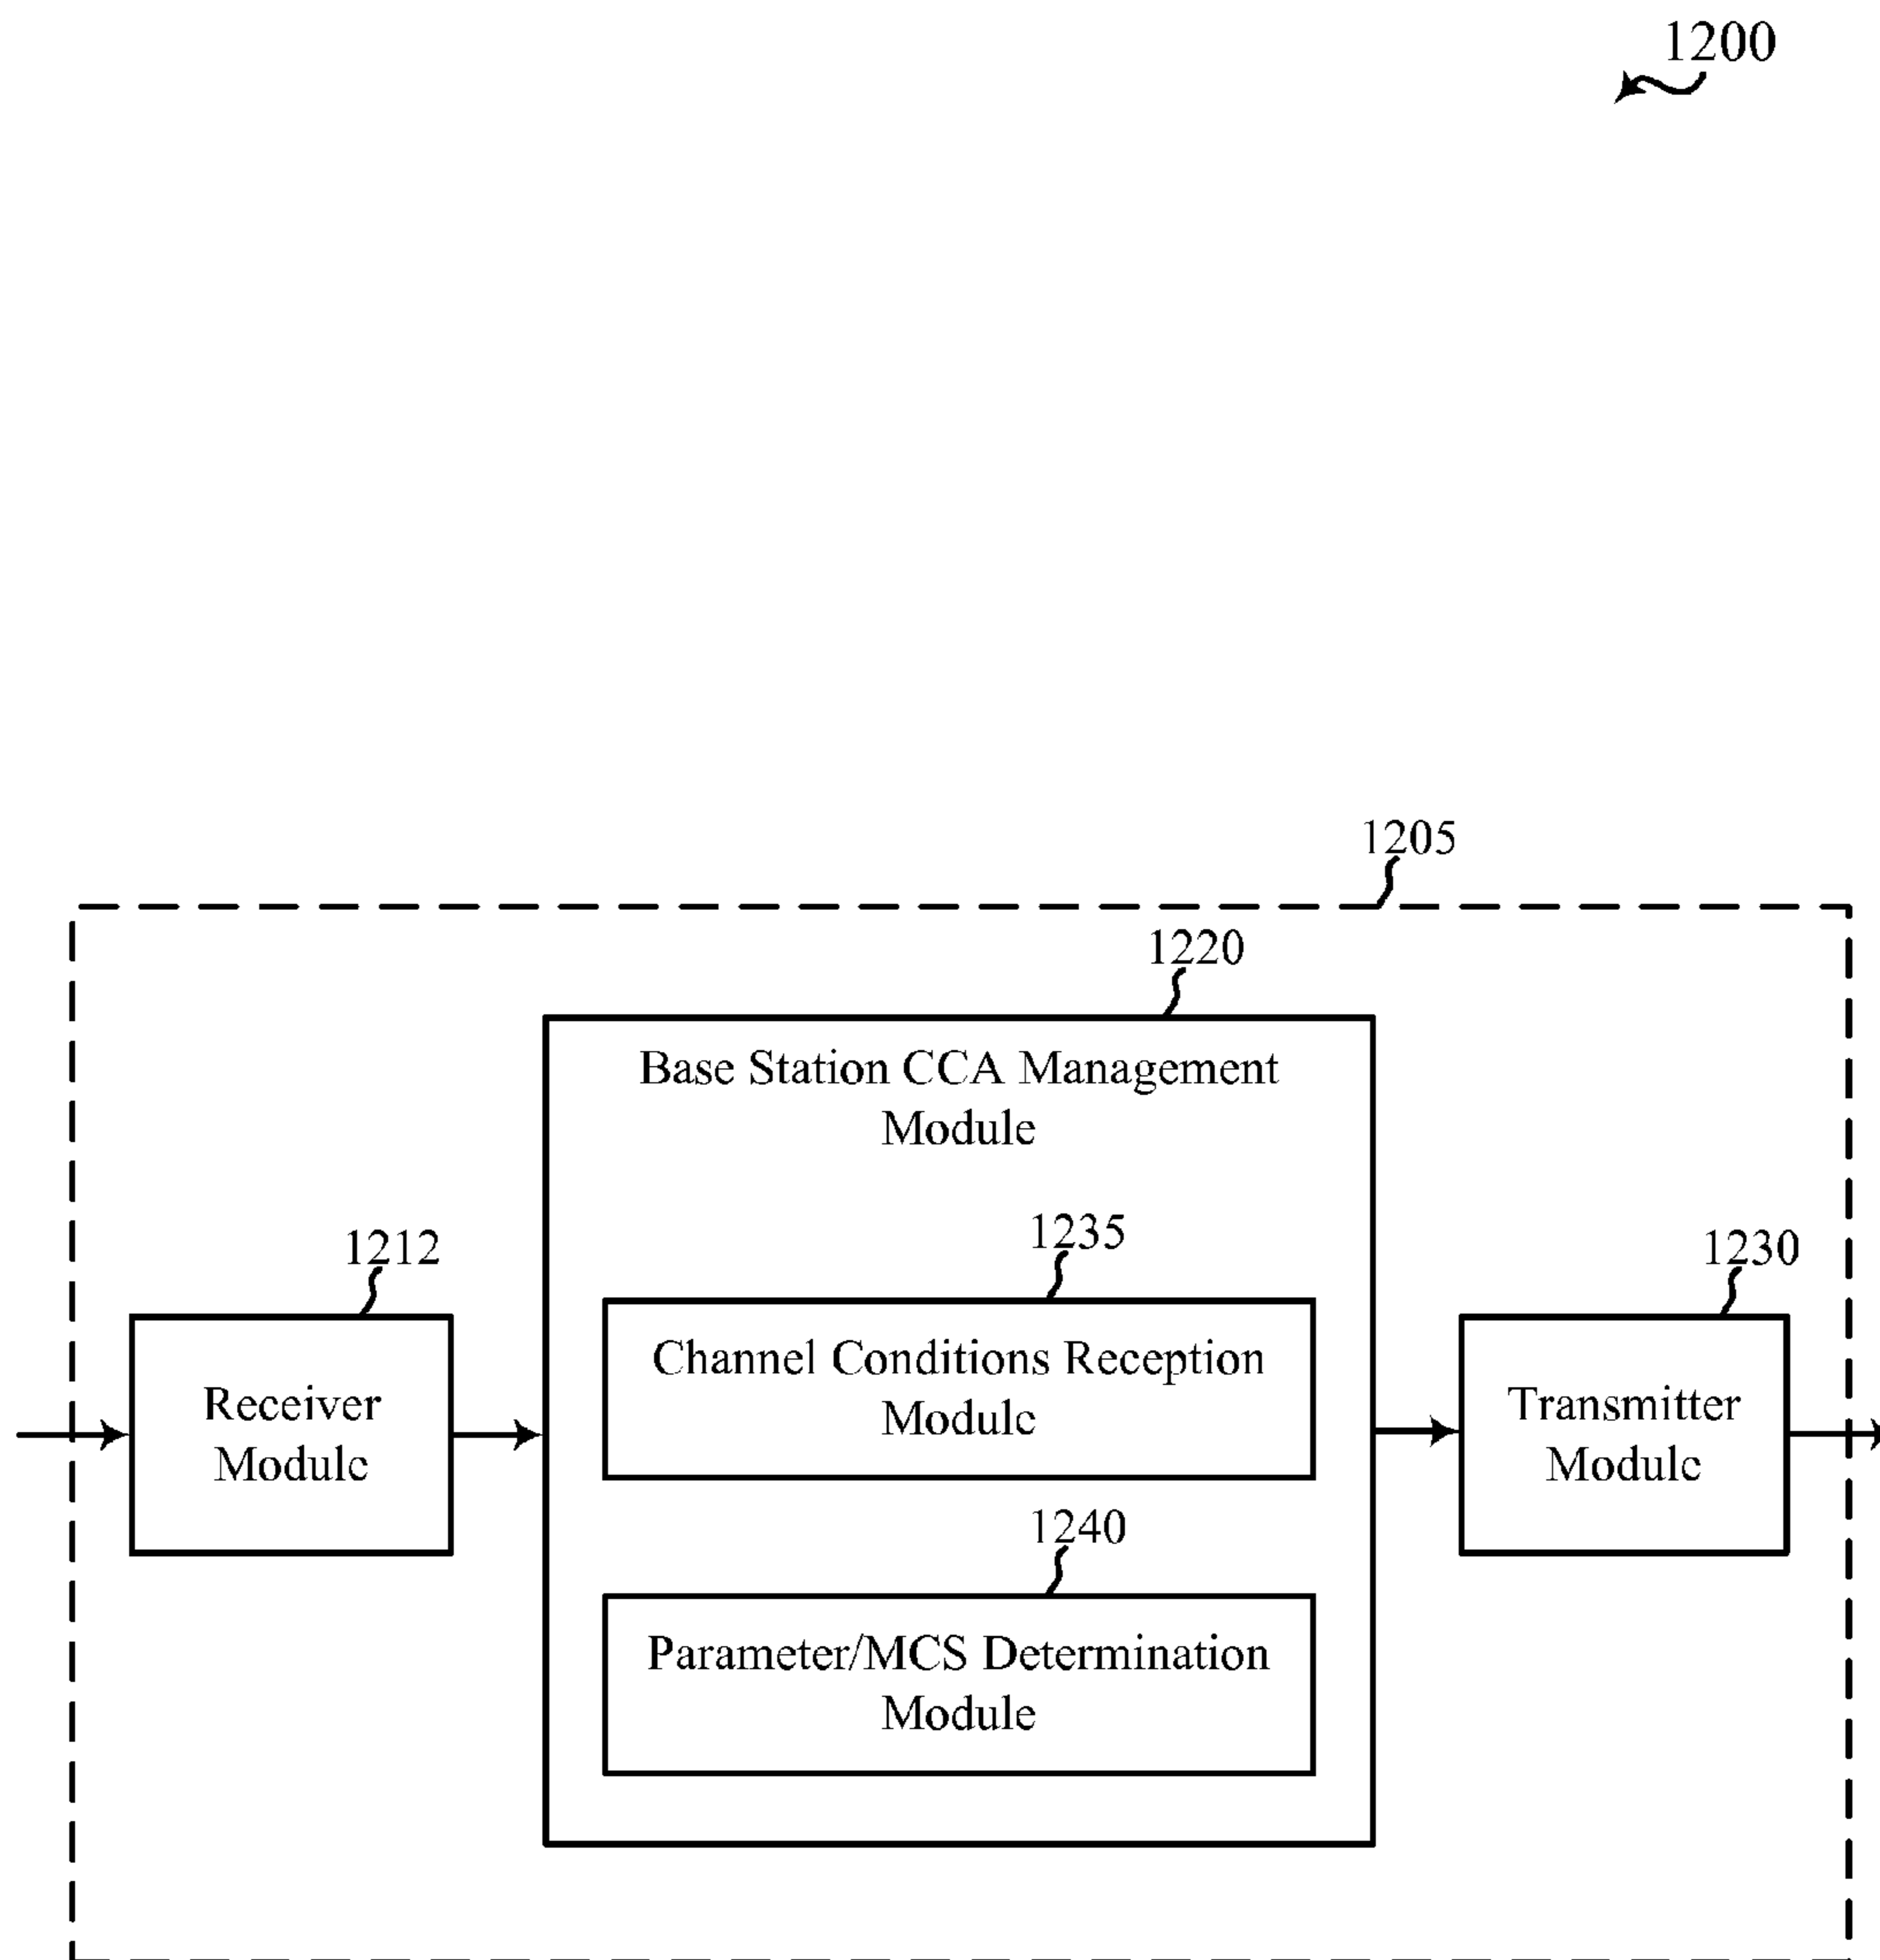 1200
1205
1220
Base Station CCA Management
Module
1235
1212
1230
Channel Conditions Reception
Module
Receiver
Module
Transmitter
Module
1240
Parameter/MCS Determination
Module